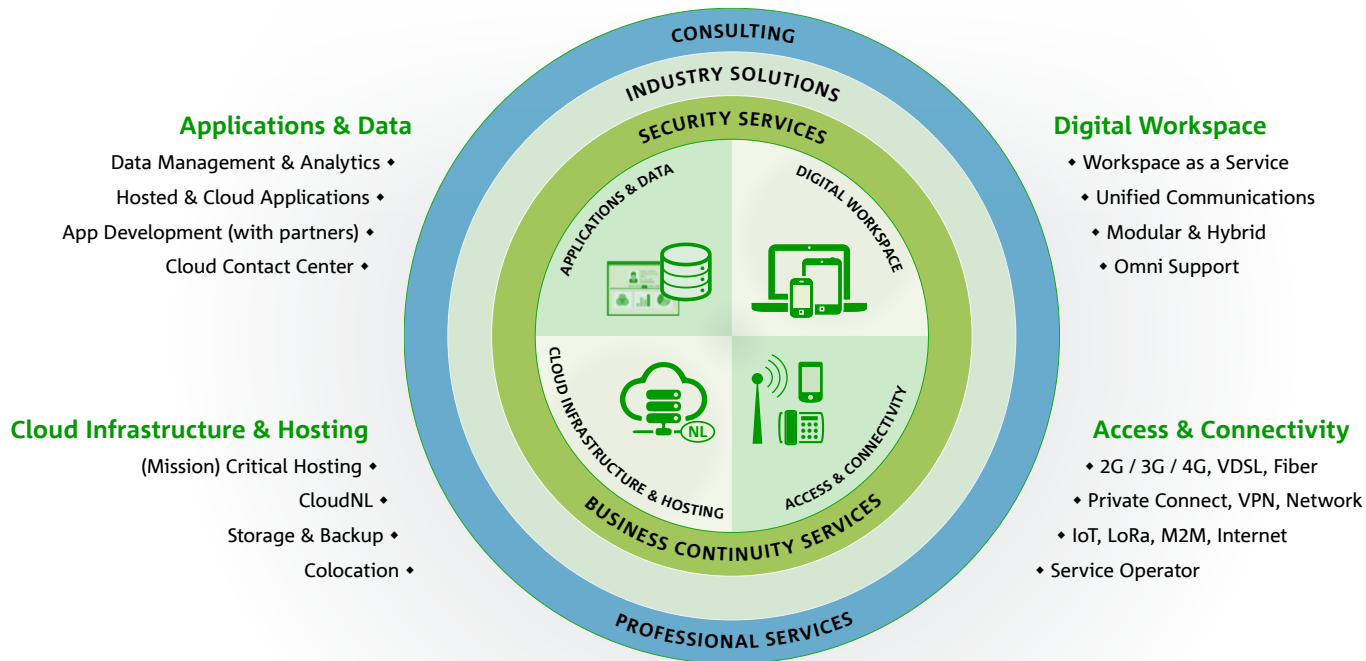 CONSULTING
INDUSTRY SOLUTIONS
SECURITY SERVICES
Applications & Data
Data Management & Analytics
Hosted & Cloud Applications
App Development (with partners)
Cloud Contact Center
Digital Workspace
Workspace as a Service
Unified Communications
Modular & Hybrid
Omni Support
APPLICATIONS & DATA
DIGITAL WORKSPACE
CLOUD INFRASTRUCTURE & HOSTING
NL
ACCESS & CONNECTIVITY
Cloud Infrastructure & Hosting
(Mission) Critical Hosting
CloudNL
Storage & Backup
Colocation
Access & Connectivity
2G / 3G / 4G, VDSL, Fiber
Private Connect, VPN, Network
IoT, LoRa, M2M, Internet
Service Operator
BUSINESS CONTINUITY SERVICES
PROFESSIONAL SERVICES